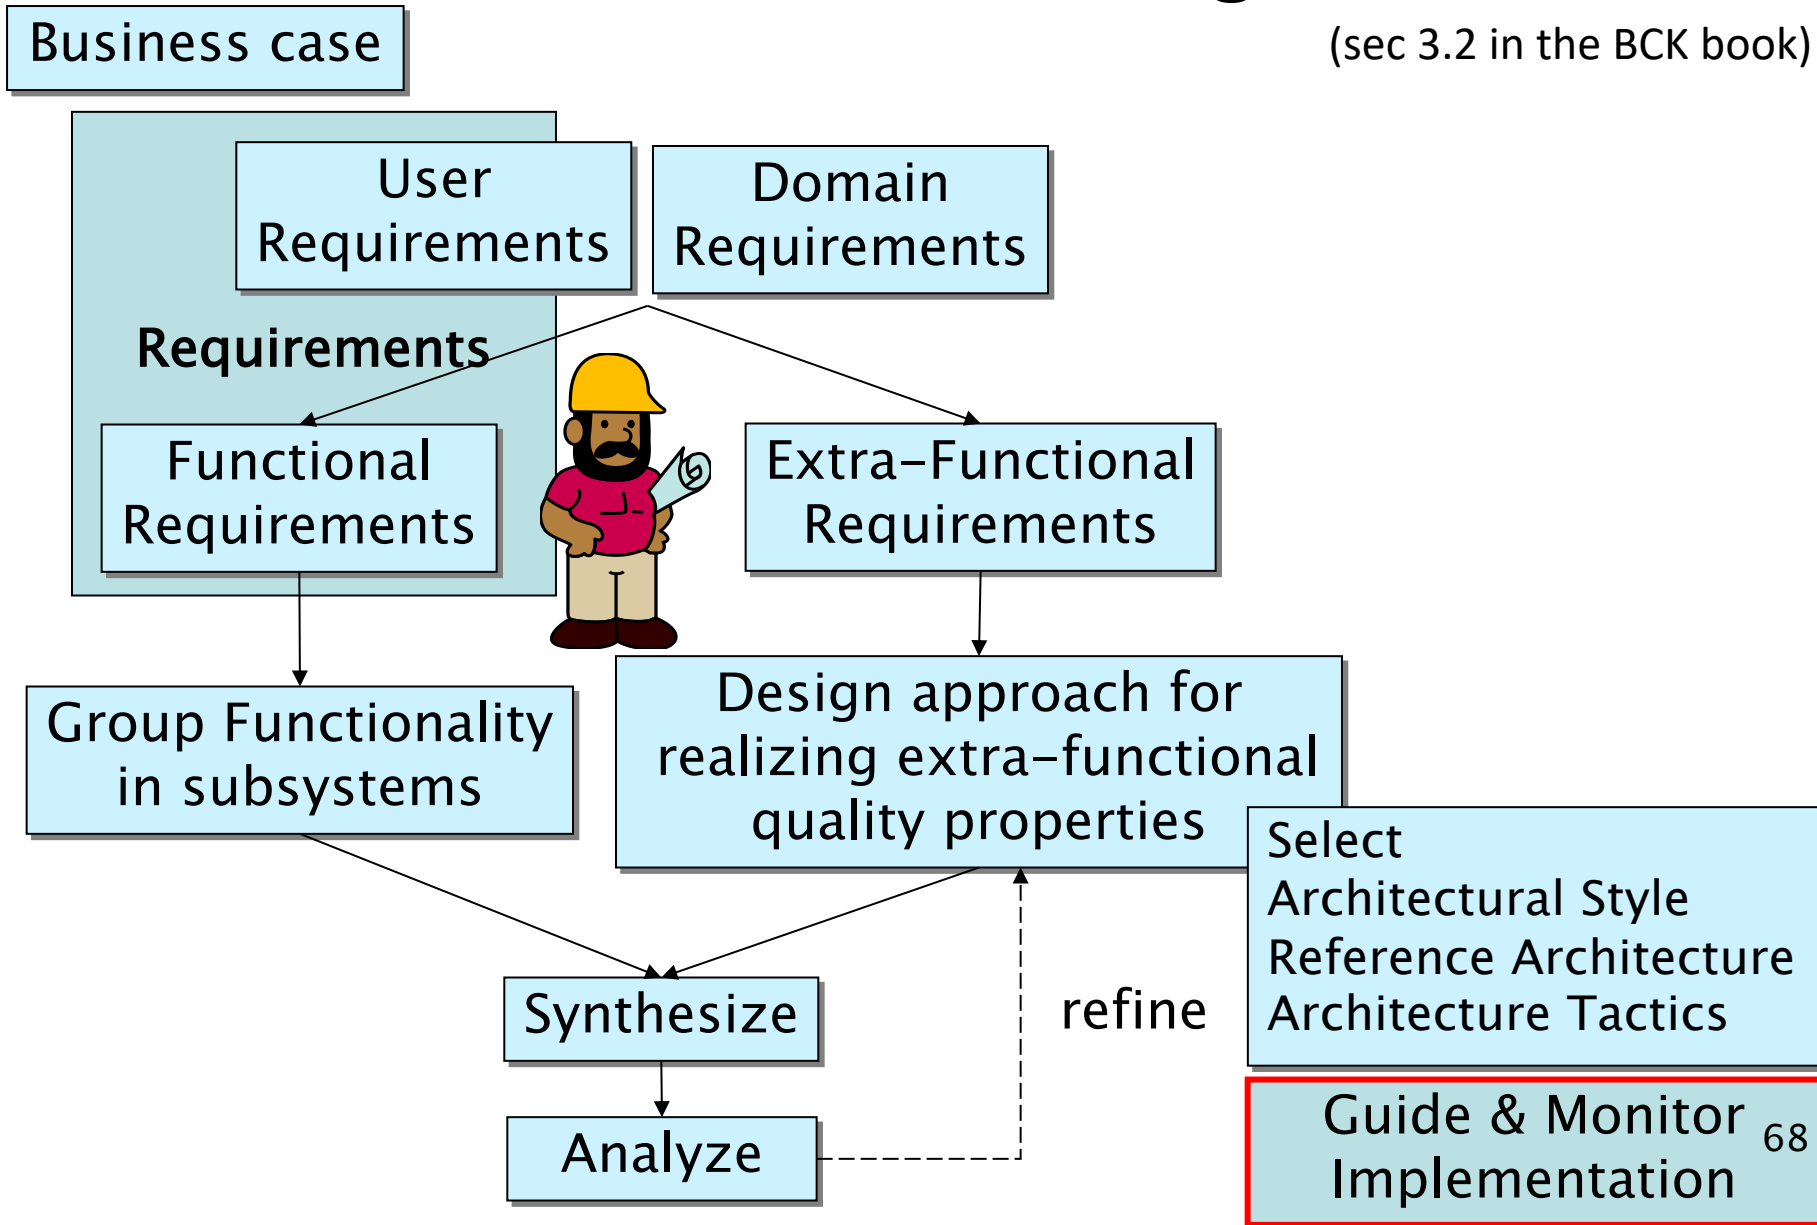 (sec 3.2 in the BCK book)
Business case
User
Requirements
Domain
Requirements
Requirements
Functional
Requirements
Extra-Functional
Requirements
Group Functionality
in subsystems
Design approach for
realizing extra-functional
quality properties
Select
Architectural Style
Reference Architecture
Architecture Tactics
Synthesize
refine
Analyze
Guide & Monitor
Implementation
68